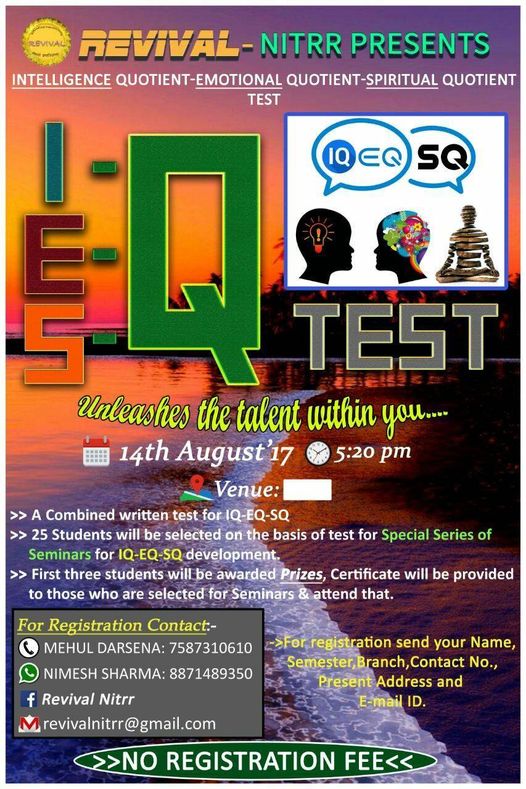 REVIVAL
REVIVAL- NITRR PRESENTS
INTELLIGENCE QUOTIENT-EMOTIONAL QUOTIENT-SPIRITUAL QUOTIENT
TEST
I-
E-
S-
Q
IQ EQ SQ
TEST
Unleashes the talent within you....
14th August'17 5:20 pm
Venue:
>> A Combined written test for IQ-EQ-SQ
>> 25 Students will be selected on the basis of test for Special Series of
Seminars for IQ-EQ-SQ development.
>> First three students will be awarded Prizes, Certificate will be provided
to those who are selected for Seminars & attend that.
For Registration Contact:-
MEHUL DARSENA: 7587310610
NIMESH SHARMA: 8871489350
Revival Nitrr
revivalnitrr@gmail.com
->For registration send your Name,
Semester,Branch,Contact No.,
Present Address and
E-mail ID.
>>NO REGISTRATION FEE<<